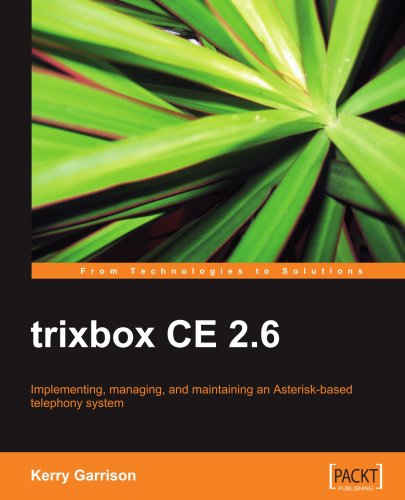 From Technologies to Solutions
trixbox CE 2.6
Implementing, managing, and maintaining an Asterisk-based
telephony system
Kerry Garrison
[PACKT]
PUBLISHING